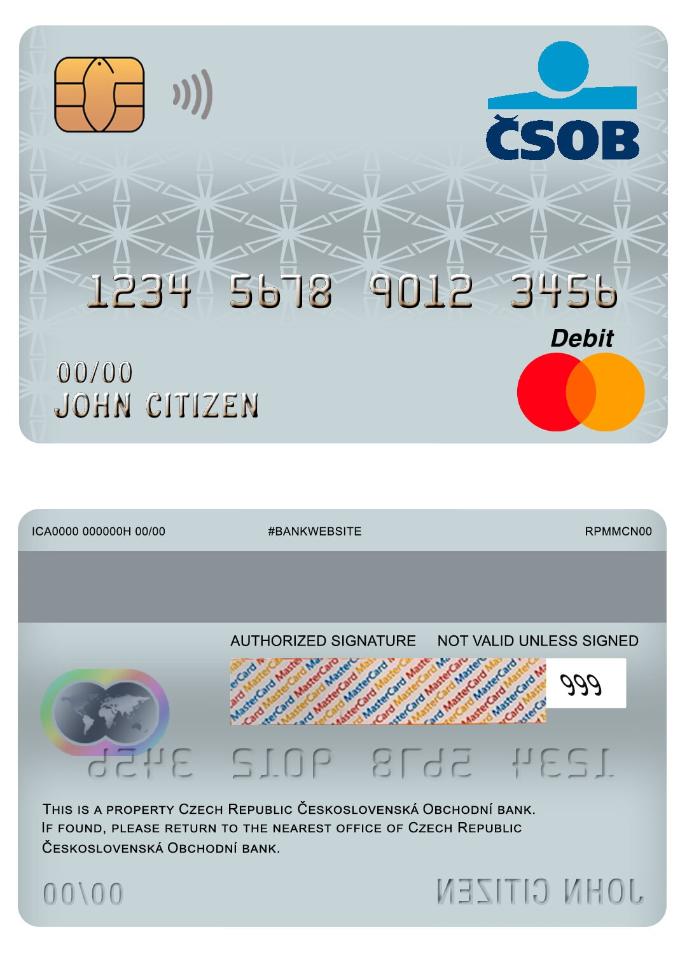 ČSOB
1234 5678 9012 3456
Debit
00/00
JOHN CITIZEN
ICA0000 000000H 00/00 #BANKWEBSITE RPMMCN00
AUTHORIZED SIGNATURE NOT VALID UNLESS SIGNED
MasterCard MasterCard MasterCard MasterCard MasterCard
999
1234 5678 9012 3456
THIS IS A PROPERTY CZECH REPUBLIC ČESKOSLOVENSKÁ OBCHODNÍ BANK.
IF FOUND, PLEASE RETURN TO THE NEAREST OFFICE OF CZECH REPUBLIC
ČESKOSLOVENSKÁ OBCHODNÍ BANK.
00/00 JOHN CITIZEN